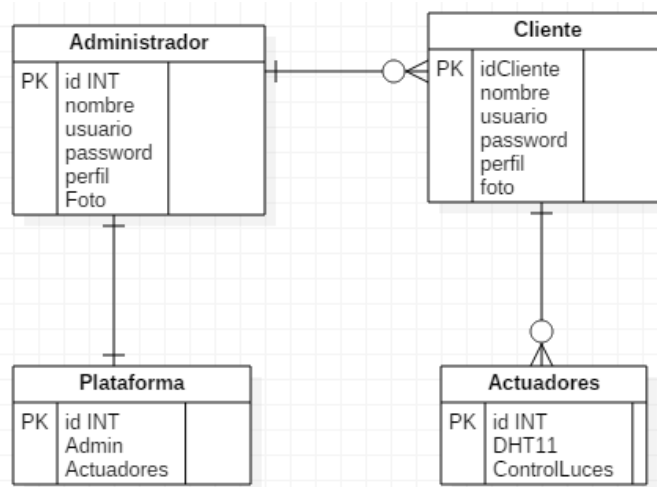 Administrador
PK id INT
nombre
usuario
password
perfil
Foto
Cliente
PK idCliente
nombre
usuario
password
perfil
foto
Plataforma
PK id INT
Admin
Actuadores
Actuadores
PK id INT
DHT11
ControlLuces